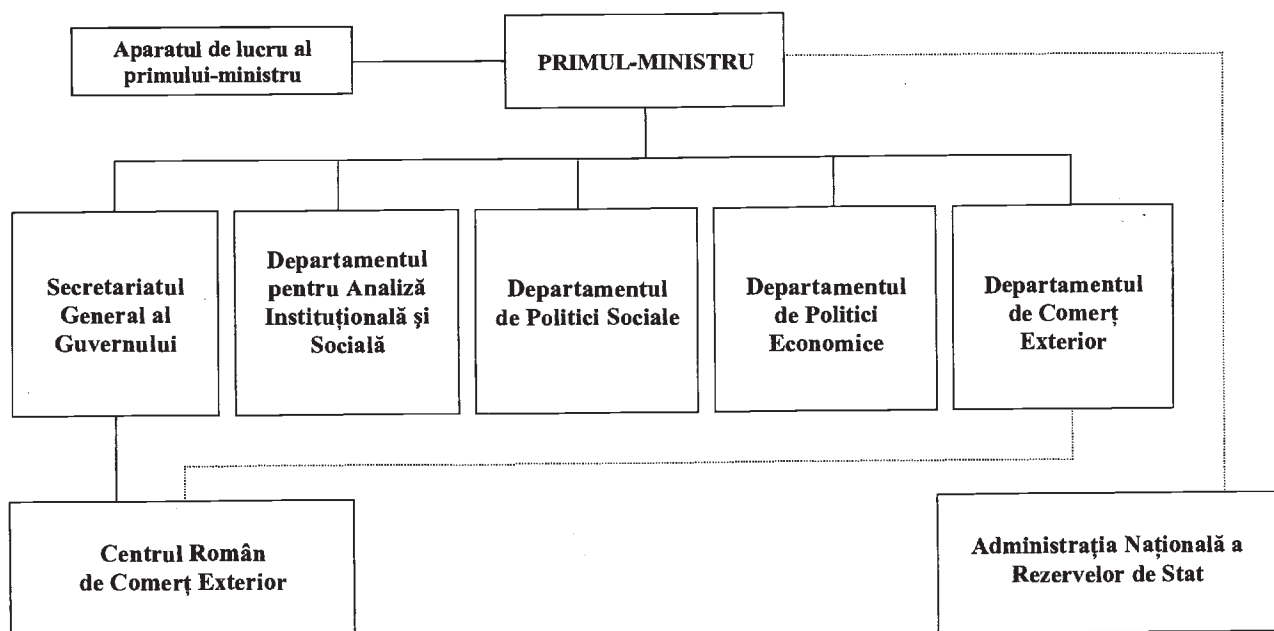 Aparatul de lucru al
primului-ministru
PRIMUL-MINISTRU
Secretariatul
General al
Guvernului
Departamentul
pentru Analiză
Instituțională și
Socială
Departamentul
de Politici Sociale
Departamentul
de Politici
Economice
Departamentul
de Comerț
Exterior
Centrul Român
de Comerț Exterior
Administrația Națională a
Rezervelor de Stat